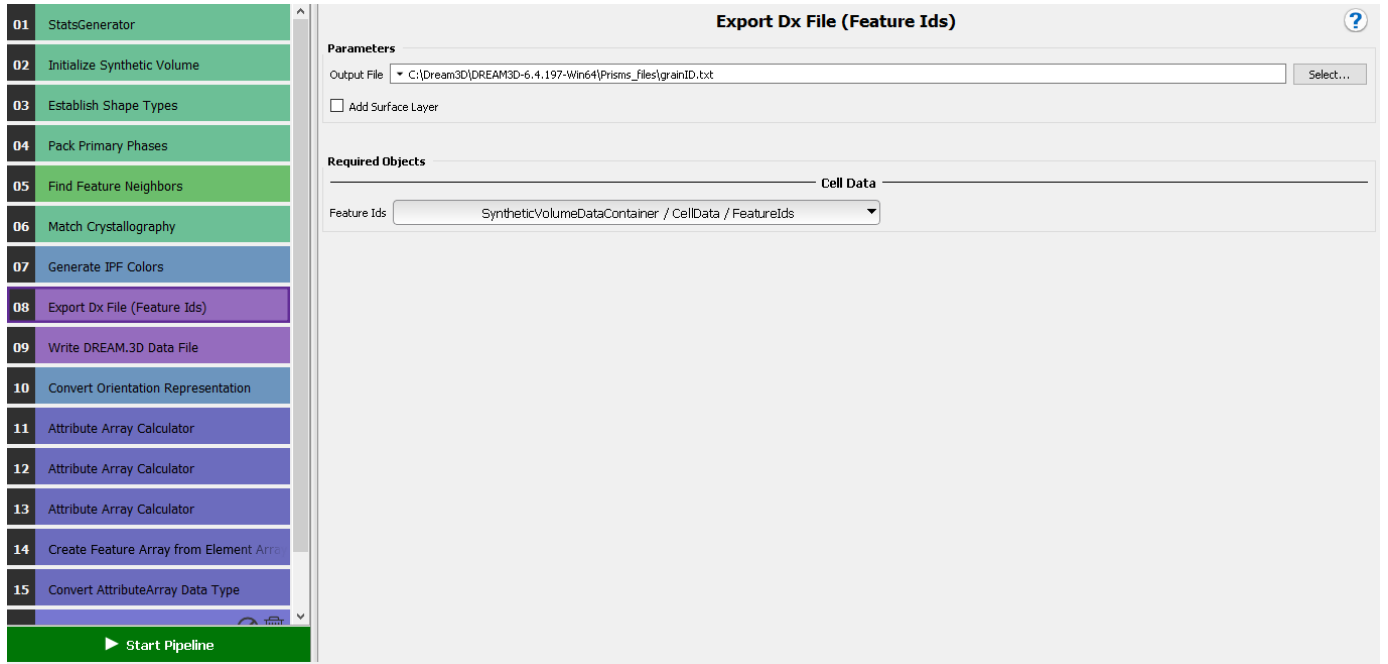 01 StatsGenerator
02 Initialize Synthetic Volume
03 Establish Shape Types
04 Pack Primary Phases
05 Find Feature Neighbors
06 Match Crystallography
07 Generate IPF Colors
08 Export Dx File (Feature Ids)
09 Write DREAM.3D Data File
10 Convert Orientation Representation
11 Attribute Array Calculator
12 Attribute Array Calculator
13 Attribute Array Calculator
14 Create Feature Array from Element Array
15 Convert AttributeArray Data Type
Start Pipeline
Export Dx File (Feature Ids)
?
Parameters
Output File C:\Dream3D\DREAM3D-6.4.197-Win64\Prisms_files\grainID.txt Select...
Add Surface Layer
Required Objects
Cell Data
Feature Ids SyntheticVolumeDataContainer / CellData / FeatureIds